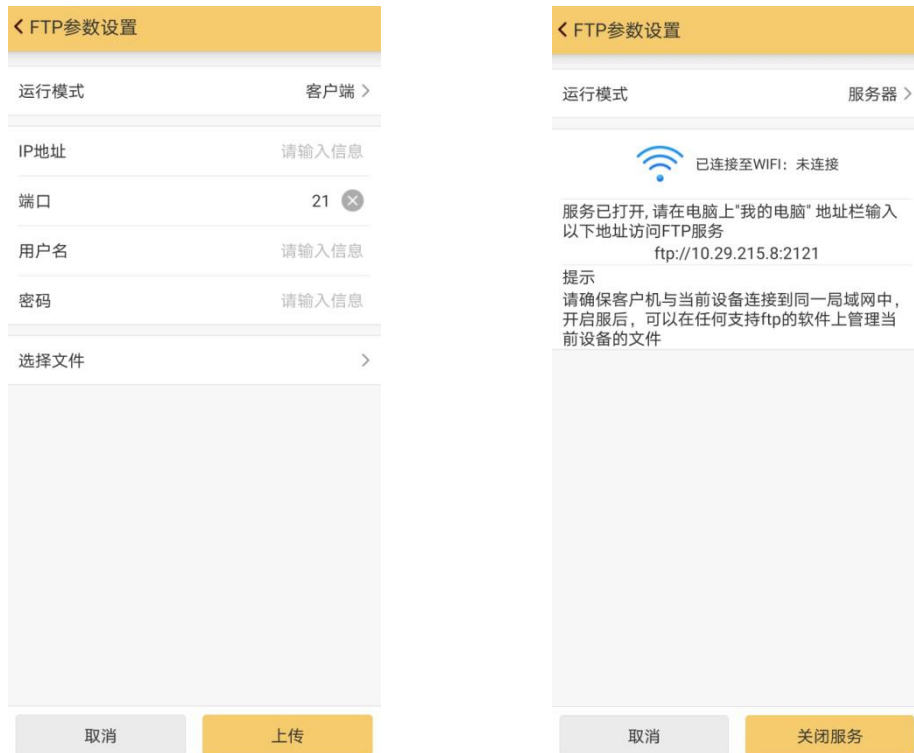 FTP参数设置
运行模式 客户端
IP地址 请输入信息
端口 21
用户名 请输入信息
密码 请输入信息
选择文件
取消 上传
FTP参数设置
运行模式 服务器
已连接至WIFI：未连接
服务已打开,请在电脑上"我的电脑" 地址栏输入
以下地址访问FTP服务
ftp://10.29.215.8:2121
提示
请确保客户机与当前设备连接到同一局域网中，
开启服后，可以在任何支持ftp的软件上管理当
前设备的文件
取消 关闭服务